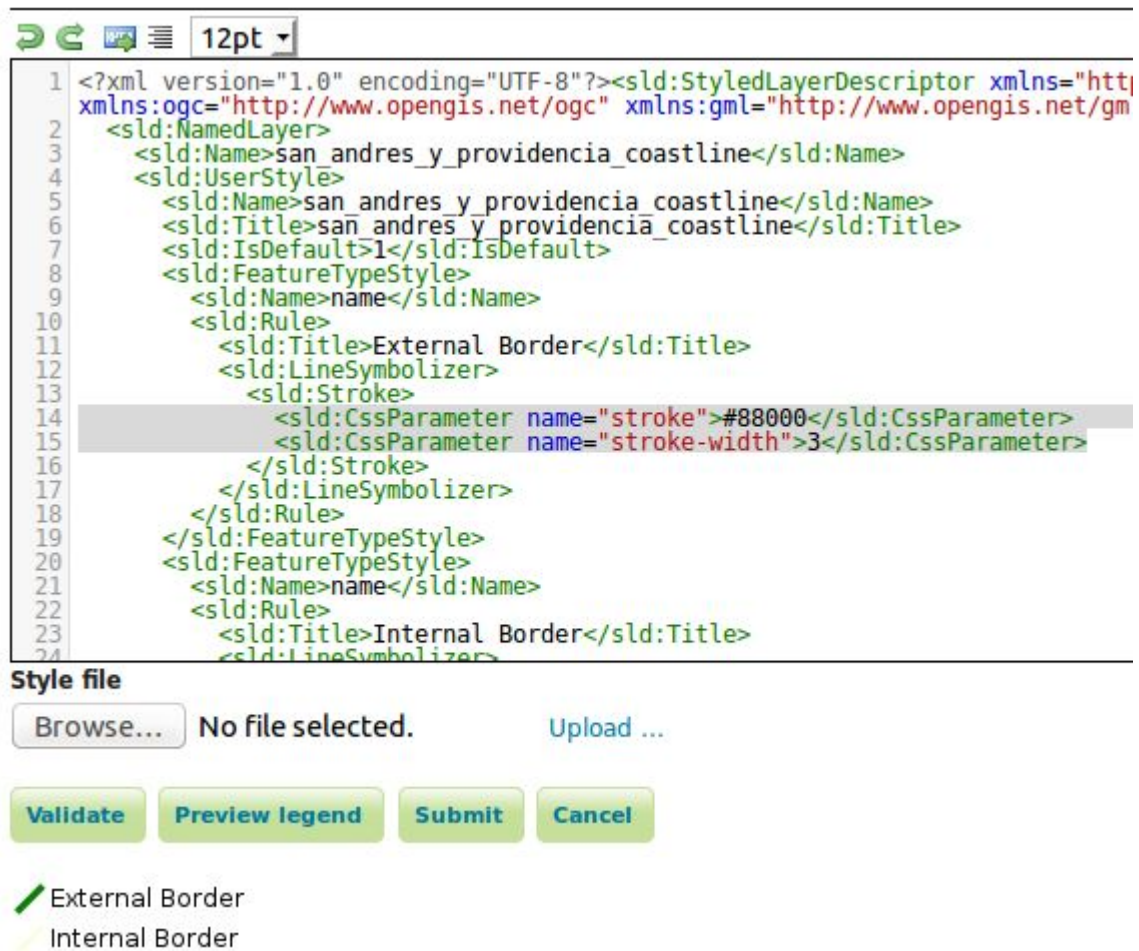 12pt
1 <?xml version="1.0" encoding="UTF-8"?><sld:StyledLayerDescriptor xmlns="http
xmlns:ogc="http://www.opengis.net/ogc" xmlns:gml="http://www.opengis.net/gm
2 <sld:NamedLayer>
3 <sld:Name>san_andres_y_providencia_coastline</sld:Name>
4 <sld:UserStyle>
5 <sld:Name>san_andres_y_providencia_coastline</sld:Name>
6 <sld:Title>san_andres_y_providencia_coastline</sld:Title>
7 <sld:IsDefault>1</sld:IsDefault>
8 <sld:FeatureTypeStyle>
9 <sld:Name>name</sld:Name>
10 <sld:Rule>
11 <sld:Title>External Border</sld:Title>
12 <sld:LineSymbolizer>
13 <sld:Stroke>
14 <sld:CssParameter name="stroke">#88000</sld:CssParameter>
15 <sld:CssParameter name="stroke-width">3</sld:CssParameter>
16 </sld:Stroke>
17 </sld:LineSymbolizer>
18 </sld:Rule>
19 </sld:FeatureTypeStyle>
20 <sld:FeatureTypeStyle>
21 <sld:Name>name</sld:Name>
22 <sld:Rule>
23 <sld:Title>Internal Border</sld:Title>
24 <sld:LineSymbolizer>
Style file
Browse... No file selected. Upload ...
Validate Preview legend Submit Cancel
External Border
Internal Border